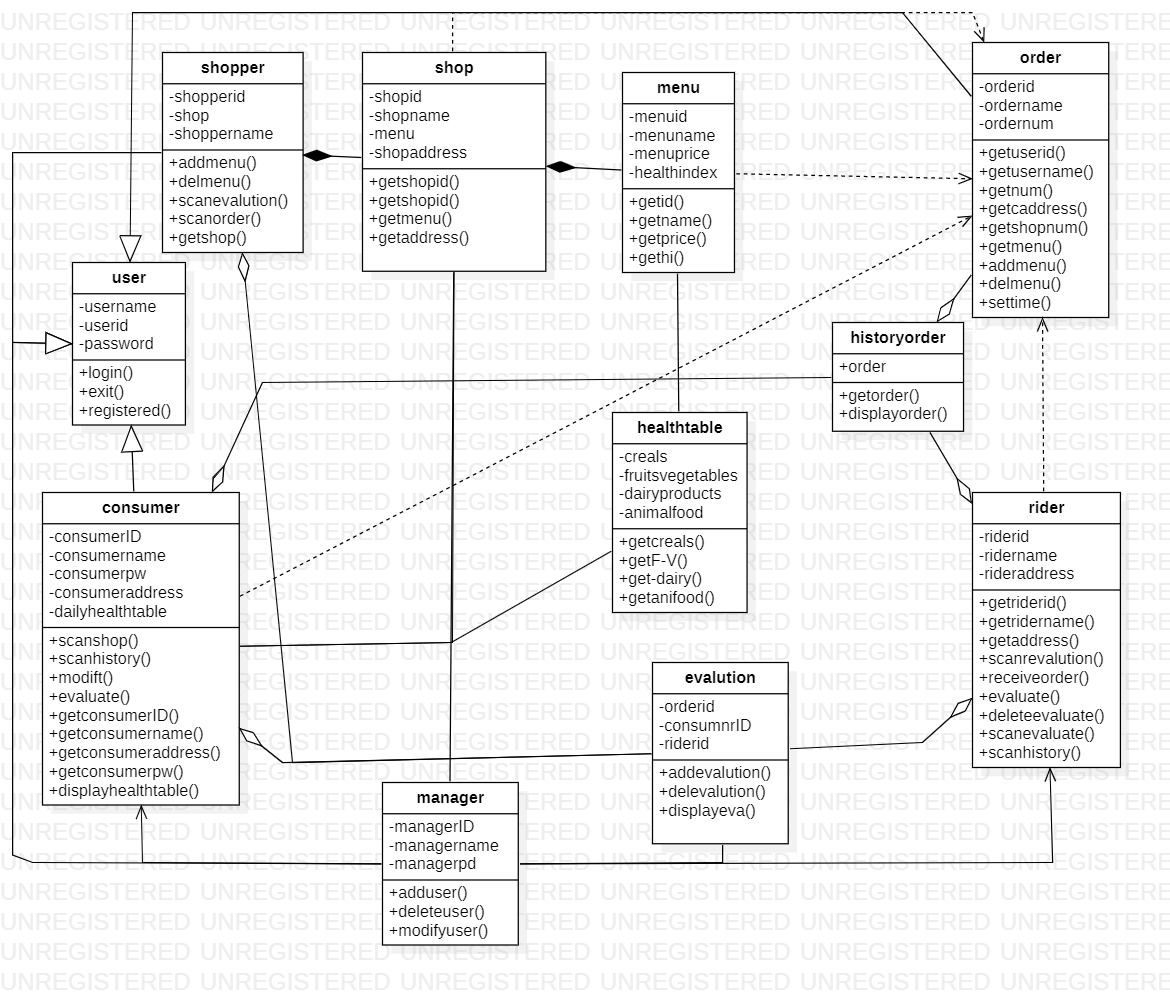 shopper
-shopperid
-shop
-shoppername
+addmenu()
+delmenu()
+scanevalution()
+scanorder()
+getshop()
shop
-shopid
-shopname
-menu
-shopaddress
+getshopid()
+getshopid()
+getmenu()
+getaddress()
menu
-menuid
-menuname
-menuprice
-healthindex
+getid()
+getname()
+getprice()
+gethi()
order
-orderid
-ordername
-ordernum
+getuserid()
+getusername()
+getnum()
+getcaddress()
+getshopnum()
+getmenu()
+addmenu()
+delmenu()
+settime()
user
-username
-userid
-password
+login()
+exit()
+registered()
historyorder
+order
+getorder()
+displayorder()
healthtable
-creals
-fruitsvegetables
-dairyproducts
-animalfood
+getcreals()
+getF-V()
+get-dairy()
+getanifood()
consumer
-consumerID
-consumername
-consumerpw
-consumeraddress
-dailyhealthtable
+scanshop()
+scanhistory()
+modift()
+evaluate()
+getconsumerID()
+getconsumername()
+getconsumeraddress()
+getconsumerpw()
+displayhealthtable()
rider
-riderid
-ridername
-rideraddress
+getriderid()
+getridername()
+getaddress()
+scanrevalution()
+receiveorder()
+evaluate()
+deleteevaluate()
+scanevaluate()
+scanhistory()
evalution
-orderid
-consumnrID
-riderid
+addevalution()
+delevalution()
+displayeva()
manager
-managerID
-managername
-managerpd
+adduser()
+deleteuser()
+modifyuser()
UNREGISTERED